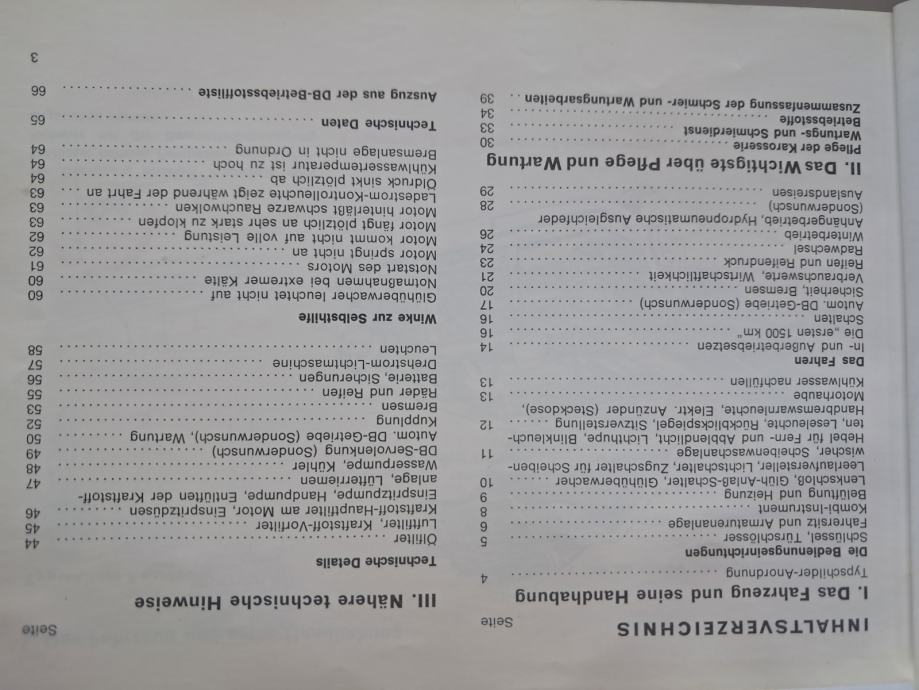 INHALTSVERZEICHNIS
Seite
I. Das Fahrzeug und seine Handhabung
Typschilder-Anordnung 4
Die Bedienungseinrichtungen
Schlüssel, Türschlösser 5
Fahrersitz und Armaturenanlage 6
Kombi-Instrument 8
Belüftung und Heizung 9
Lenkschloß, Glüh-Anlaß-Schalter, Glühüberwacher 10
Leerlaufversteller, Lichtschalter, Zugschalter für Scheiben-
wischer, Scheibenwaschanlage 11
Hebel für Fern- und Abblendlicht, Lichthupe, Blinkleuch-
ten, Leseleuchte, Rückblickspiegel, Sitzverstellung 12
Handbremswarnleuchte, Elektr. Anzünder (Steckdose),
Motorhaube 13
Kühlwasser nachfüllen 13
Das Fahren
In- und Außerbetriebsetzen 14
Die „ersten 1500 km" 16
Schalten 16
Autom. DB-Getriebe (Sonderwunsch) 17
Sicherheit, Bremsen 20
Verbrauchswerte, Wirtschaftlichkeit 21
Reifen und Reifendruck 23
Radwechsel 24
Winterbetrieb 26
Anhängerbetrieb, Hydropneumatische Ausgleichfeder
(Sonderwunsch) 28
Auslandsreisen 29
II. Das Wichtigste über Pflege und Wartung
Pflege der Karosserie 30
Wartungs- und Schmierdienst 33
Betriebstoffe 34
Zusammenfassung der Schmier- und Wartungsarbeiten 39
Seite
III. Nähere technische Hinweise
Technische Details
Ölfilter 44
Luftfilter, Kraftstoff-Vorfilter 45
Kraftstoff-Hauptfilter am Motor, Einspritzdüsen 46
Einspritzpumpe, Handpumpe, Entlüften der Kraftstoff-
anlage, Lüfterriemen 47
Wasserpumpe, Kühler 48
DB-Servolenkung (Sonderwunsch) 49
Autom. DB-Getriebe (Sonderwunsch), Wartung 50
Kupplung 52
Bremsen 53
Räder und Reifen 55
Batterie, Sicherungen 56
Drehstrom-Lichtmaschine 57
Leuchten 58
Winke zur Selbsthilfe
Glühüberwacher leuchtet nicht auf 60
Notmaßnahmen bei extremer Kälte 60
Notstart des Motors 61
Motor springt nicht an 62
Motor kommt nicht auf volle Leistung 62
Motor fängt plötzlich an sehr stark zu klopfen 63
Motor hinterläßt schwarze Rauchwolken 63
Ladestrom-Kontrolleuchte zeigt während der Fahrt an 63
Öldruck sinkt plötzlich ab 64
Kühlwassertemperatur ist zu hoch 64
Bremsanlage nicht in Ordnung 64
Technische Daten 65
Auszug aus der DB-Betriebsstoffliste 66
3